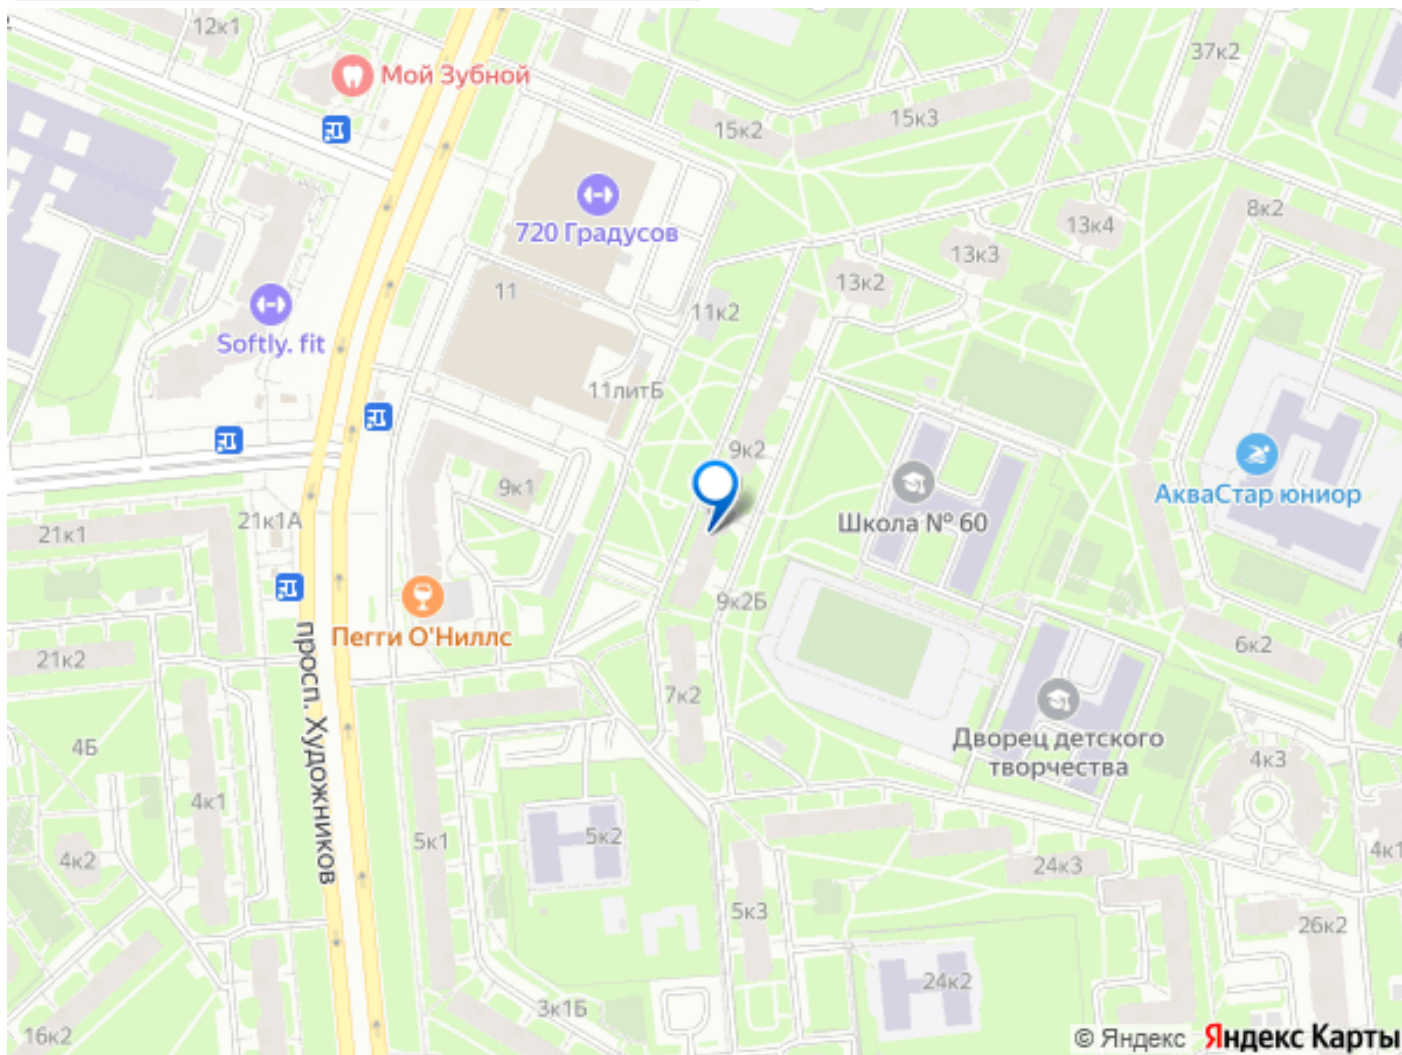 12к1
Мой Зубной
37к2
15к2
15к3
720 Градусов
8к2
13к4
13к3
13к2
11
11к2
Softly. fit
11литБ
9к2
9к1
АкваСтар юниор
Школа № 60
21к1
21к1А
9к2Б
Пегги О'Ниллс
21к2
6к2
7к2
просп. Художников
Дворец детского
творчества
4Б
4к3
4к1
5к1
5к2
4к2
24к3
4к1
5к3
26к2
24к2
3к1Б
16к2
© Яндекс Яндекс Карты